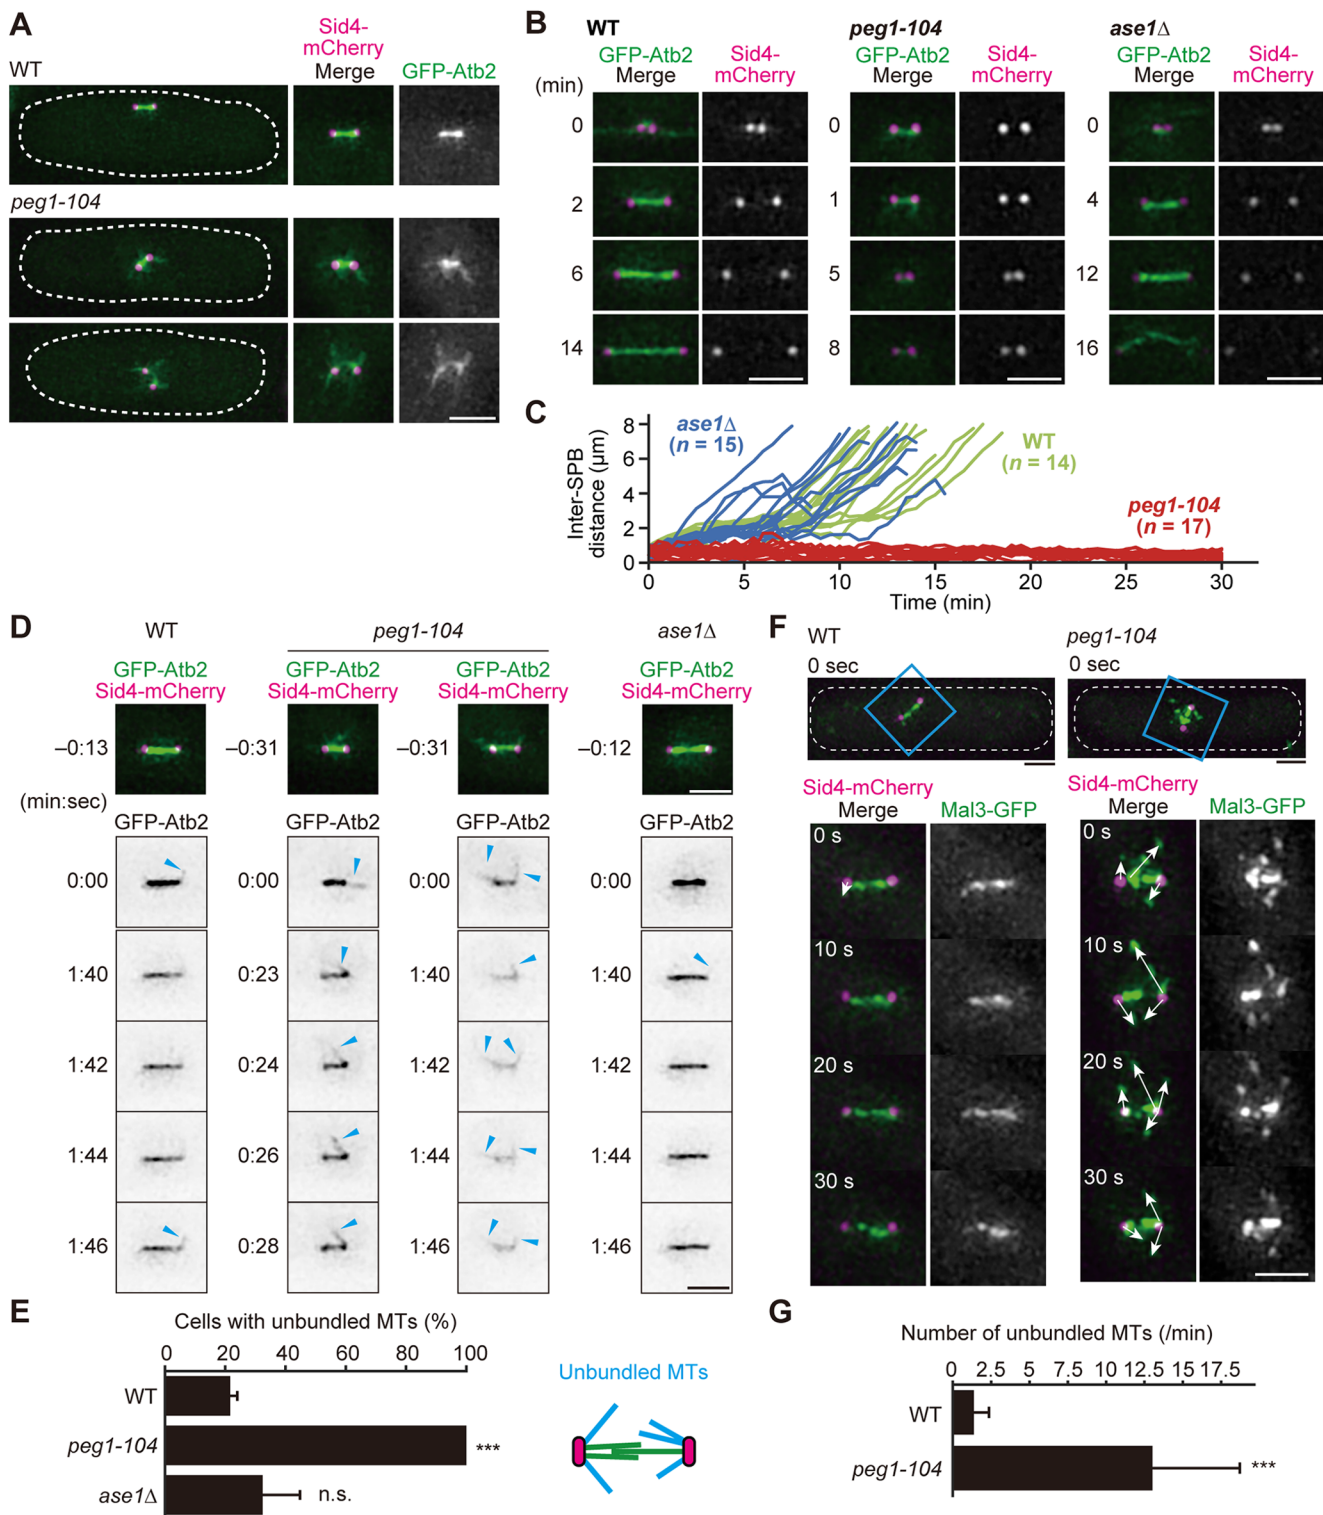 A
Sid4-
mCherry
WT
Merge
GFP-Atb2
peg1-104
B
WT
peg1-104
ase1Δ
GFP-Atb2
Sid4-
GFP-Atb2
Sid4-
GFP-Atb2
Sid4-
(min)
Merge
mCherry
Merge
mCherry
Merge
mCherry
0
0
0
2
1
4
6
5
12
14
8
16
C
Inter-SPB
distance (μm)
8
6
4
2
0
ase1Δ
(n = 15)
WT
(n = 14)
peg1-104
(n = 17)
0
5
10
15
20
25
30
Time (min)
D
WT
peg1-104
ase1Δ
GFP-Atb2
GFP-Atb2
GFP-Atb2
GFP-Atb2
Sid4-mCherry
Sid4-mCherry
Sid4-mCherry
Sid4-mCherry
–0:13
–0:31
–0:31
–0:12
(min:sec)
GFP-Atb2
GFP-Atb2
GFP-Atb2
GFP-Atb2
0:00
0:00
0:00
0:00
1:40
0:23
1:40
1:40
1:42
0:24
1:42
1:42
1:44
0:26
1:44
1:44
1:46
0:28
1:46
1:46
E
Cells with unbundled MTs (%)
0
20
40
60
80
100
WT
peg1-104
***
ase1Δ
n.s.
Unbundled MTs
F
WT
peg1-104
0 sec
0 sec
Sid4-mCherry
Sid4-mCherry
Merge
Mal3-GFP
Merge
Mal3-GFP
0 s
0 s
10 s
10 s
20 s
20 s
30 s
30 s
G
Number of unbundled MTs (/min)
0
2.5
5
7.5
10
12.5
15
17.5
WT
peg1-104
***